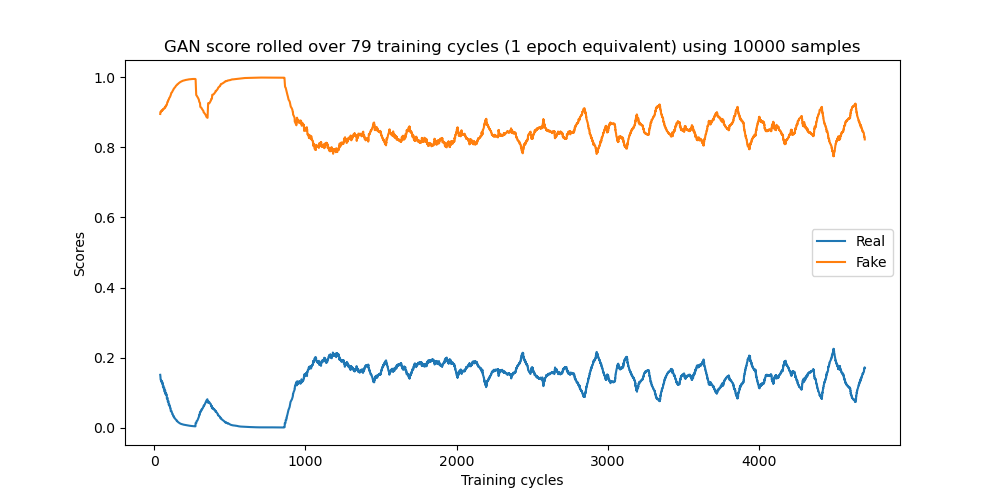 GAN score rolled over 79 training cycles (1 epoch equivalent) using 10000 samples
1.0
0.8
0.6
0.4
0.2
0.0
Scores
Real
Fake
0 1000 2000 3000 4000
Training cycles